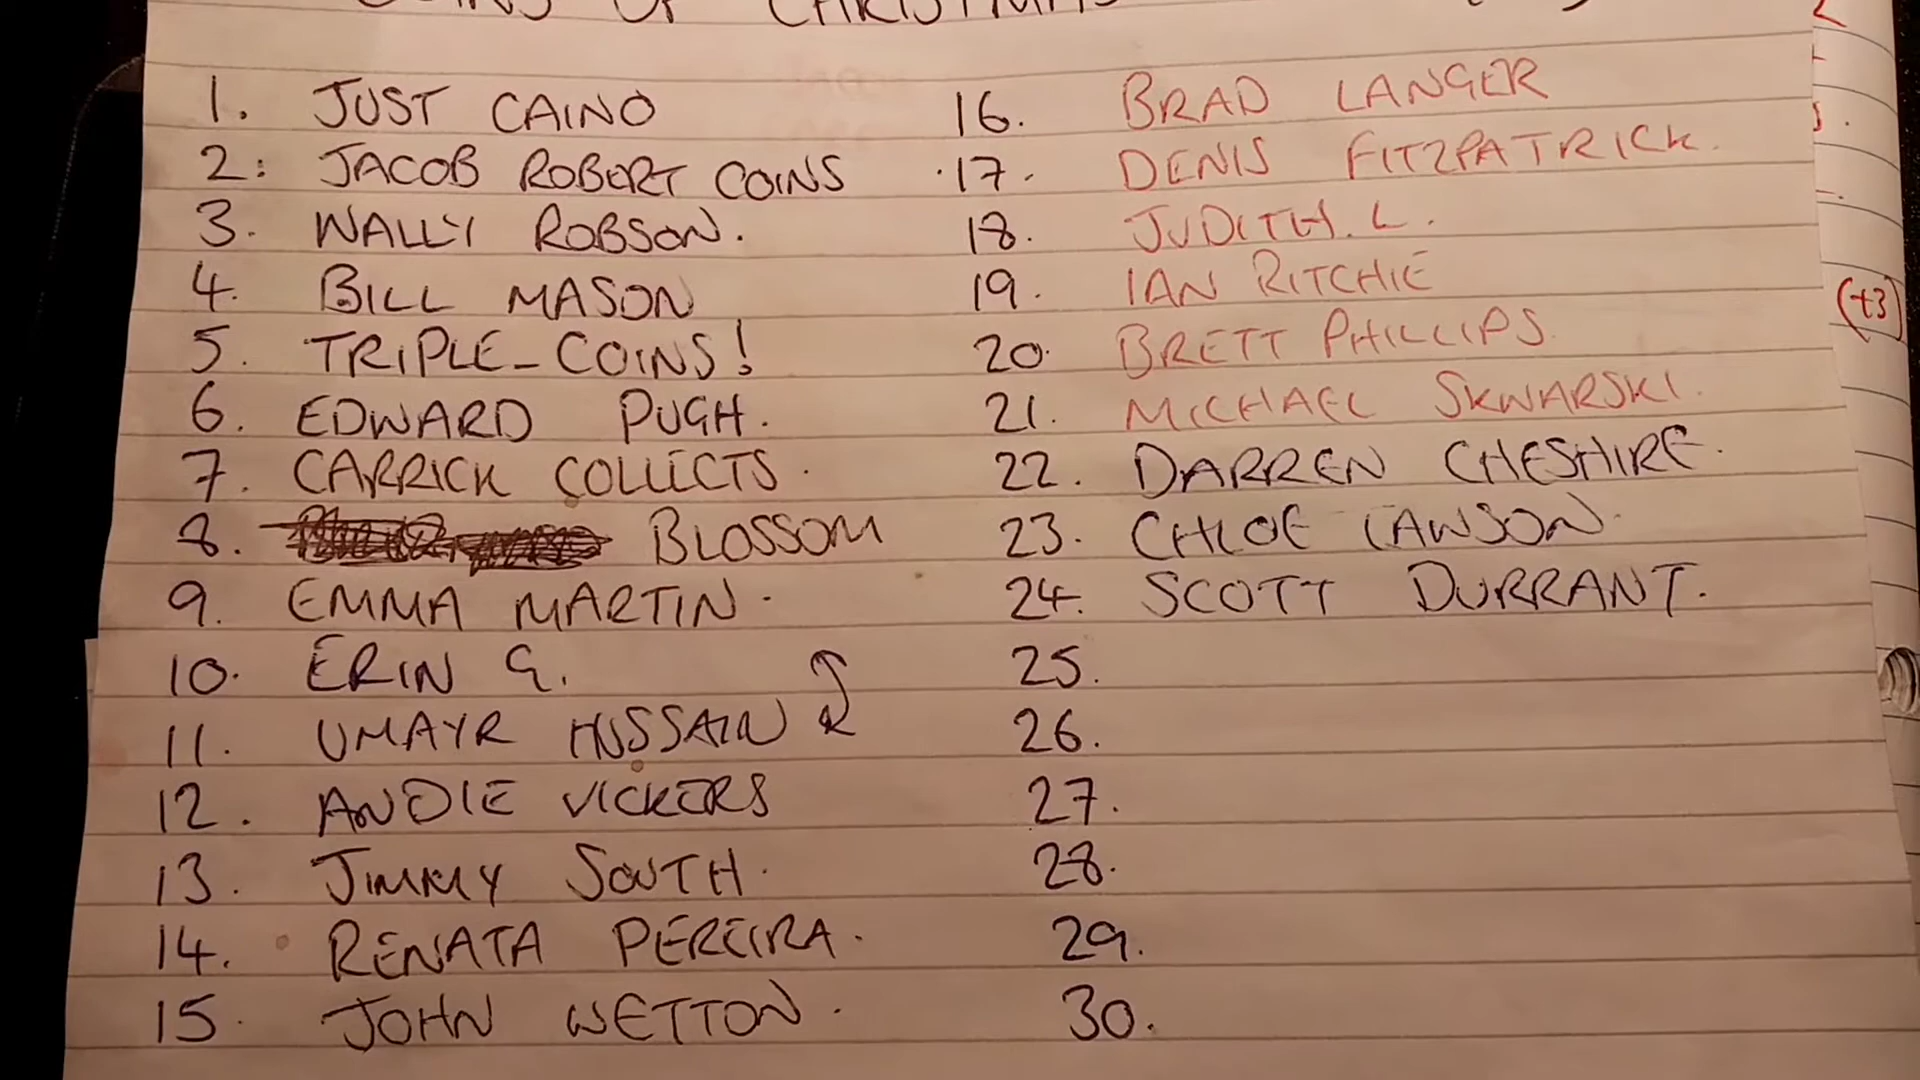 COINS OF CHRISTMAS
1. JUST CAINO
2: JACOB ROBERT COINS
3. WALLY ROBSON.
4. BILL MASON
5. TRIPLE-COINS!
6. EDWARD PUGH.
7. CARRICK COLLECTS.
8. BLOSSOM
9. EMMA MARTIN.
10. ERIN G.
11. UMAYR HUSSAIN
12. ANDIE VICKERS
13. JIMMY SOUTH.
14. RENATA PEREIRA.
15. JOHN WETTON.
16. BRAD LANGER
17. DENIS FITZPATRICK.
18. JUDITH. L.
19. IAN RITCHIE
20. BRETT PHILLIPS.
21. MICHAEL SKWARSKI.
22. DARREN CHESHIRE.
23. CHLOE LAWSON.
24. SCOTT DURRANT.
25.
26.
27.
28.
29.
30.
(+3)